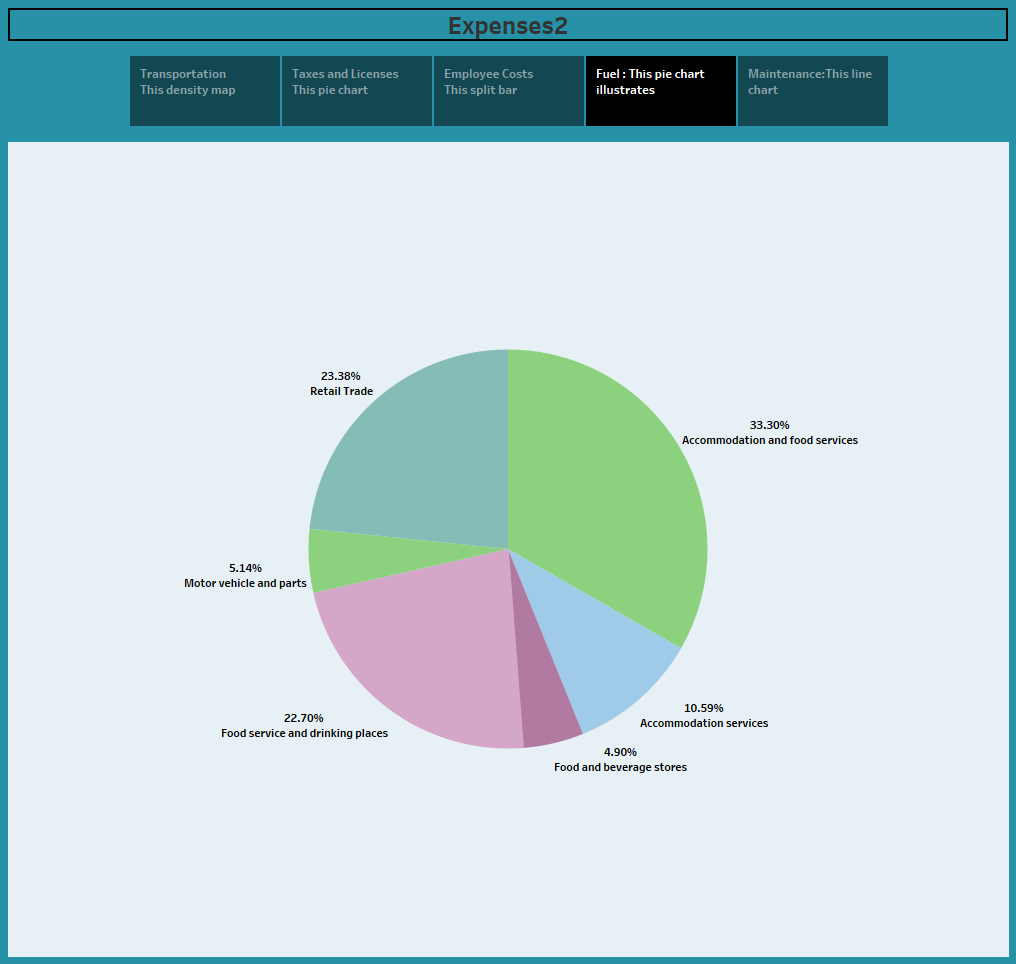 Expenses2
Transportation
This density map
Taxes and Licenses
This pie chart
Employee Costs
This split bar
Fuel : This pie chart
illustrates
Maintenance:This line
chart
23.38%
Retail Trade
33.30%
Accommodation and food services
5.14%
Motor vehicle and parts
10.59%
Accommodation services
22.70%
Food service and drinking places
4.90%
Food and beverage stores